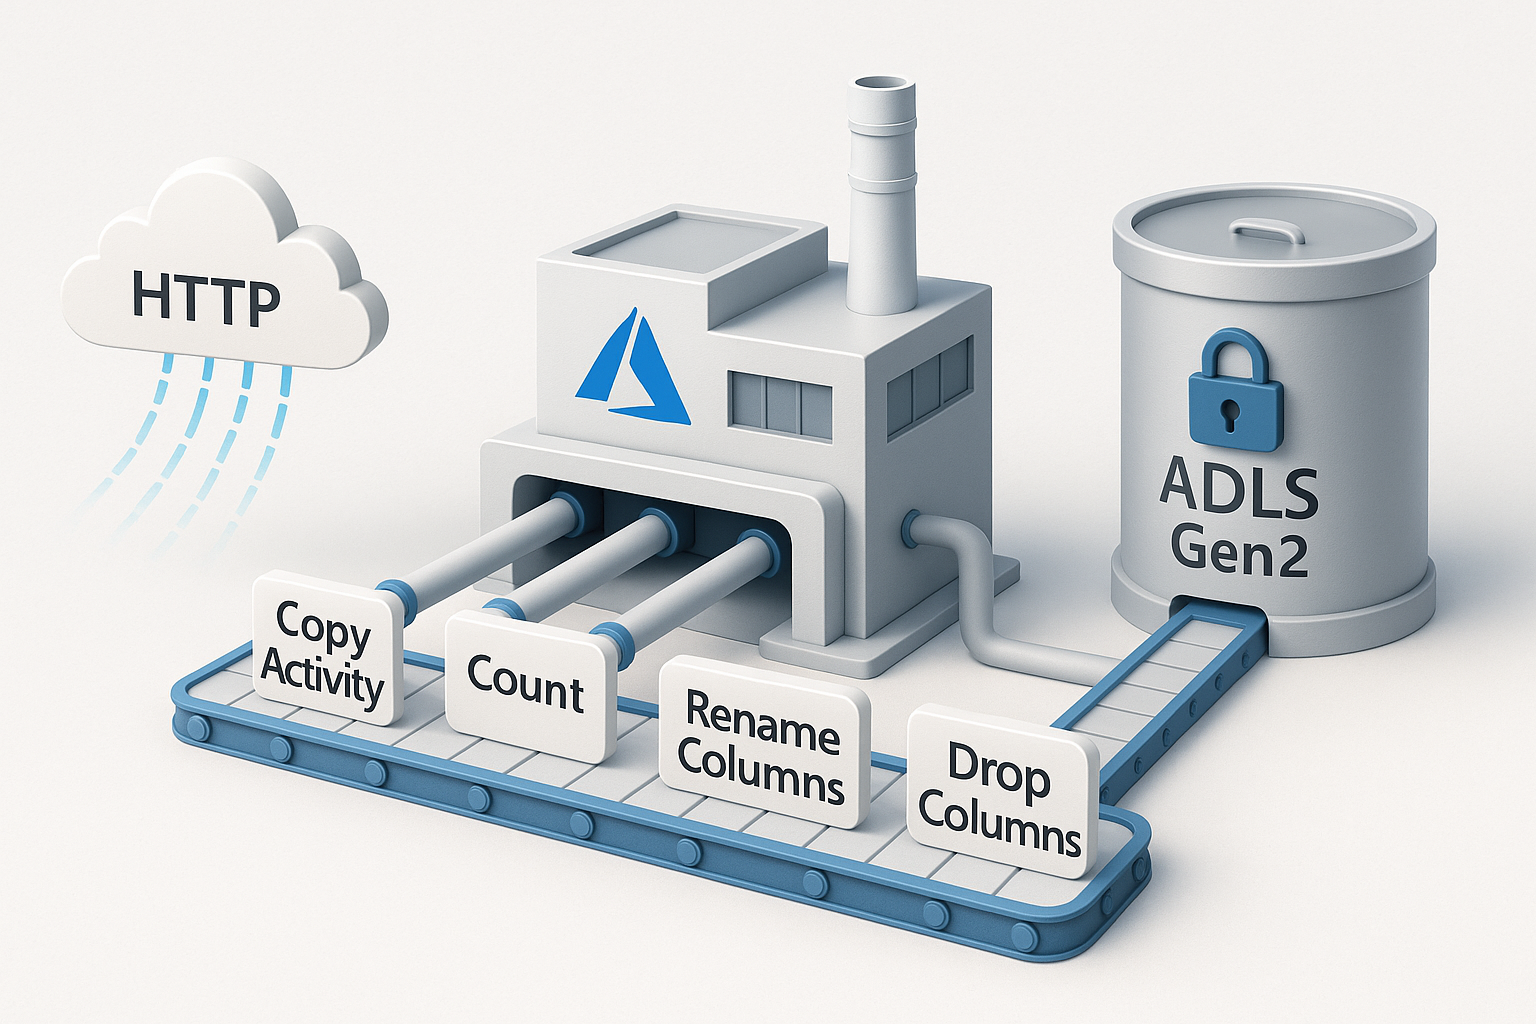 HTTP
ADLS
Gen2
Copy
Activity
Count
Rename
Columns
Drop
Columns